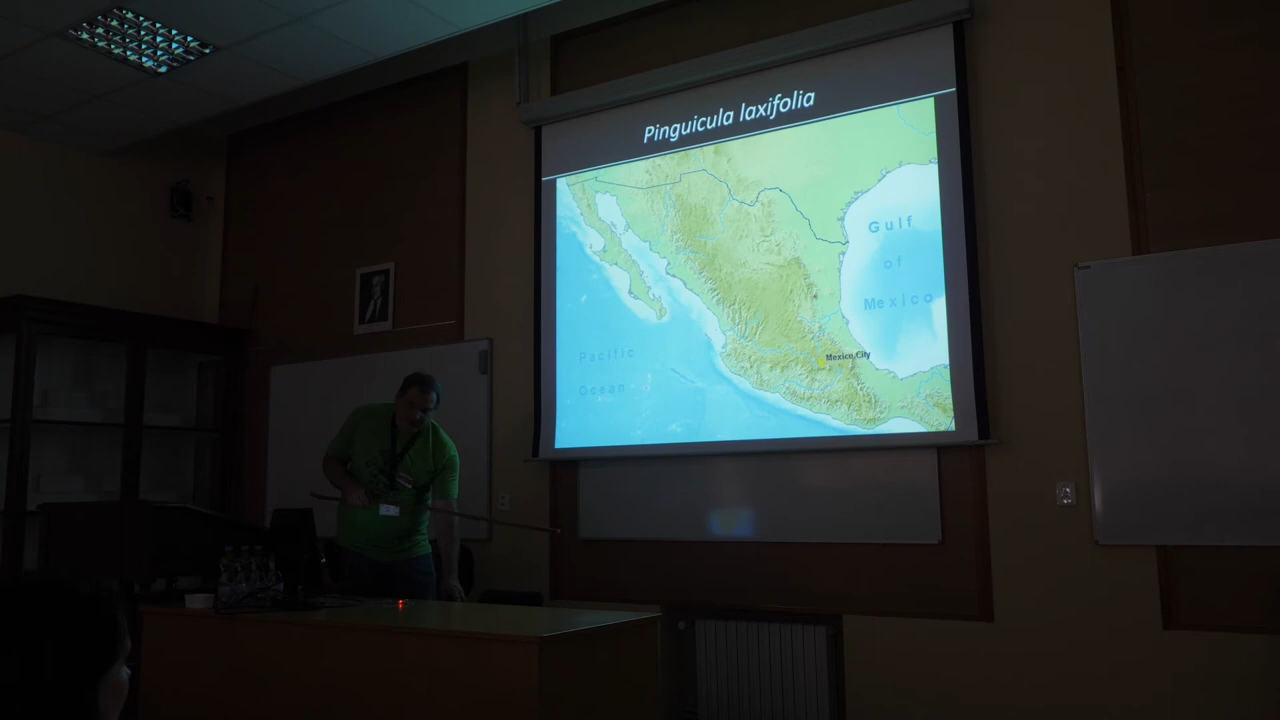 Pinguicula laxifolia
Gulf
of
Mexico
Mexico City
Pacific
Ocean